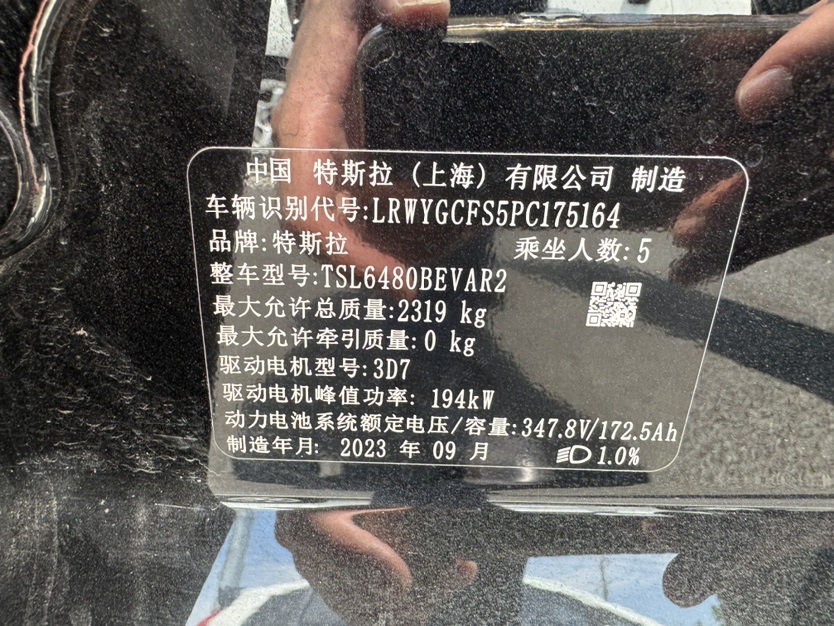 中国 特斯拉 (上海) 有限公司 制造
车辆识别代号:LRWYGCFS5PC175164
品牌:特斯拉 乘坐人数:5
整车型号:TSL6480BEVAR2
最大允许总质量:2319 kg
最大允许牵引质量:0 kg
驱动电机型号:3D7
驱动电机峰值功率: 194kW
动力电池系统额定电压/容量:347.8V/172.5Ah
制造年月: 2023 年 09 月 1.0%